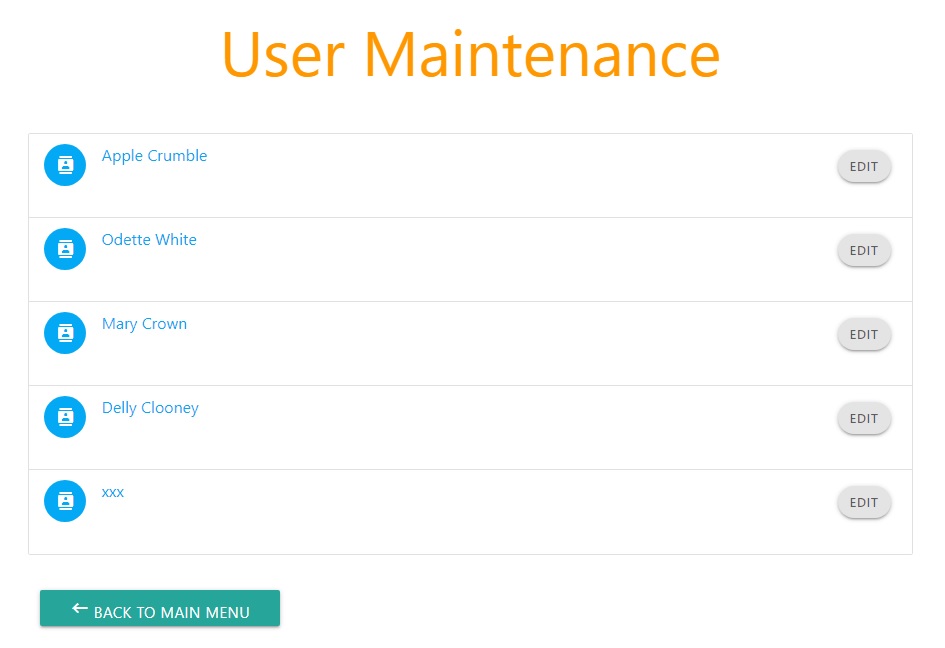 User Maintenance
Apple Crumble
EDIT
Odette White
EDIT
Mary Crown
EDIT
Delly Clooney
EDIT
xxx
EDIT
BACK TO MAIN MENU